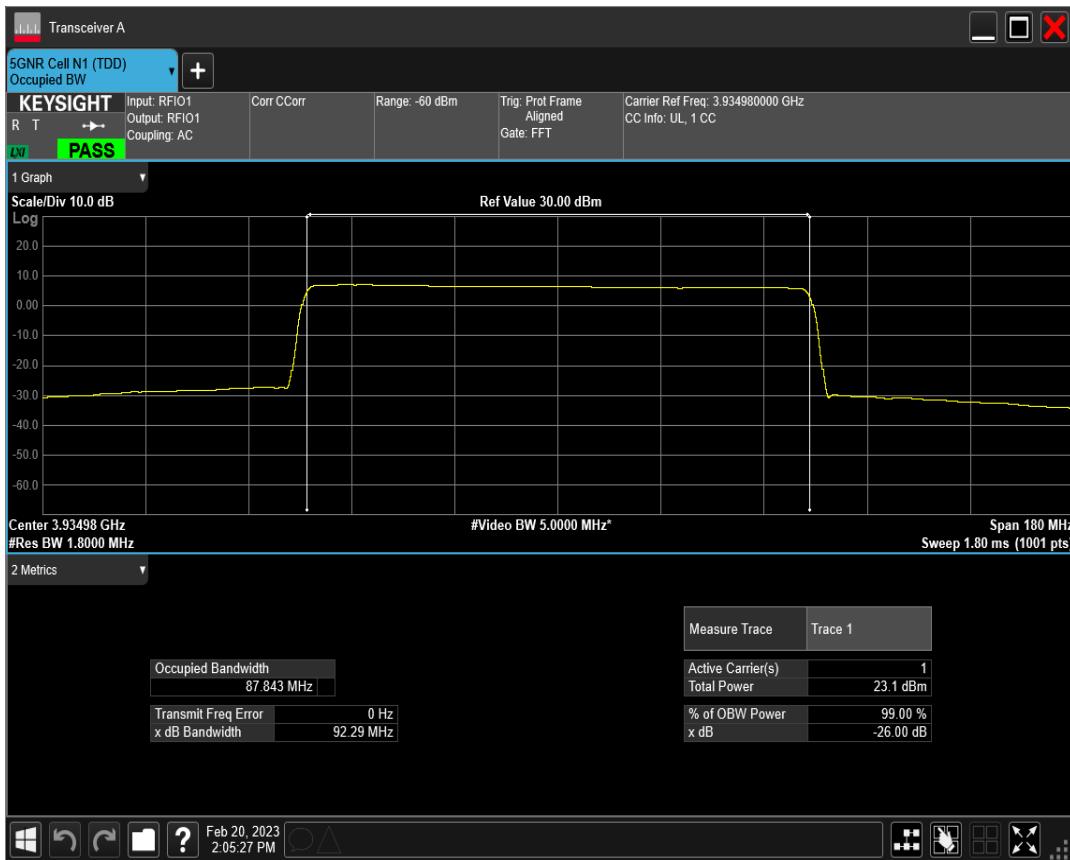 Transceiver A
5GNR Cell N1 (TDD)
Occupied BW
+
KEYSIGHT
R T
LXI
PASS
Input: RFIO1
Output: RFIO1
Coupling: AC
Corr CCorr
Range: -60 dBm
Trig: Prot Frame
Aligned
Gate: FFT
Carrier Ref Freq: 3.934980000 GHz
CC Info: UL, 1 CC
1 Graph
Scale/Div 10.0 dB
Ref Value 30.00 dBm
Log
20.0
10.0
0.00
-10.0
-20.0
-30.0
-40.0
-50.0
-60.0
Center 3.93498 GHz
#Video BW 5.0000 MHz*
Span 180 MHz
#Res BW 1.8000 MHz
Sweep 1.80 ms (1001 pts)
2 Metrics
Measure Trace Trace 1
Occupied Bandwidth
87.843 MHz
Active Carrier(s) 1
Total Power 23.1 dBm
Transmit Freq Error 0 Hz
x dB Bandwidth 92.29 MHz
% of OBW Power 99.00 %
x dB -26.00 dB
?
Feb 20, 2023
2:05:27 PM